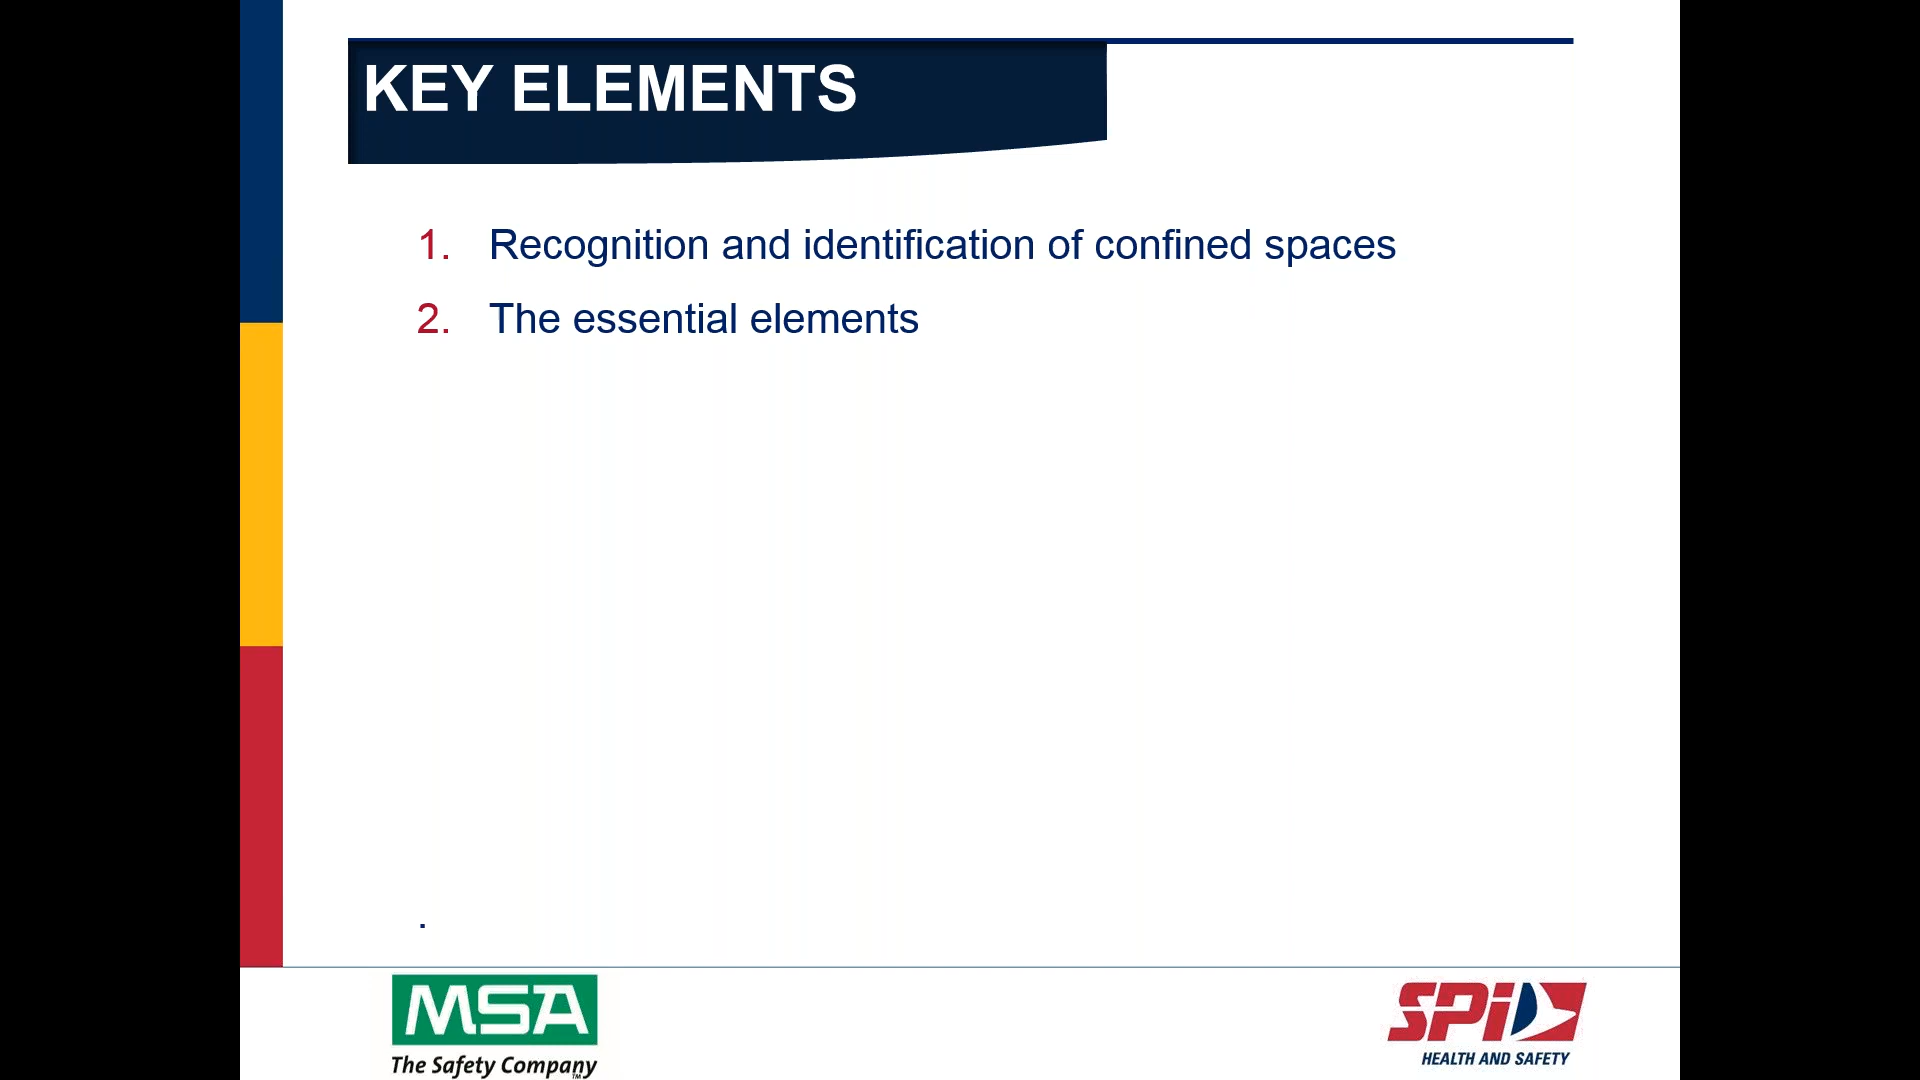 KEY ELEMENTS
1. Recognition and identification of confined spaces
2. The essential elements
.
MSA
The Safety Company™
SPi
HEALTH AND SAFETY